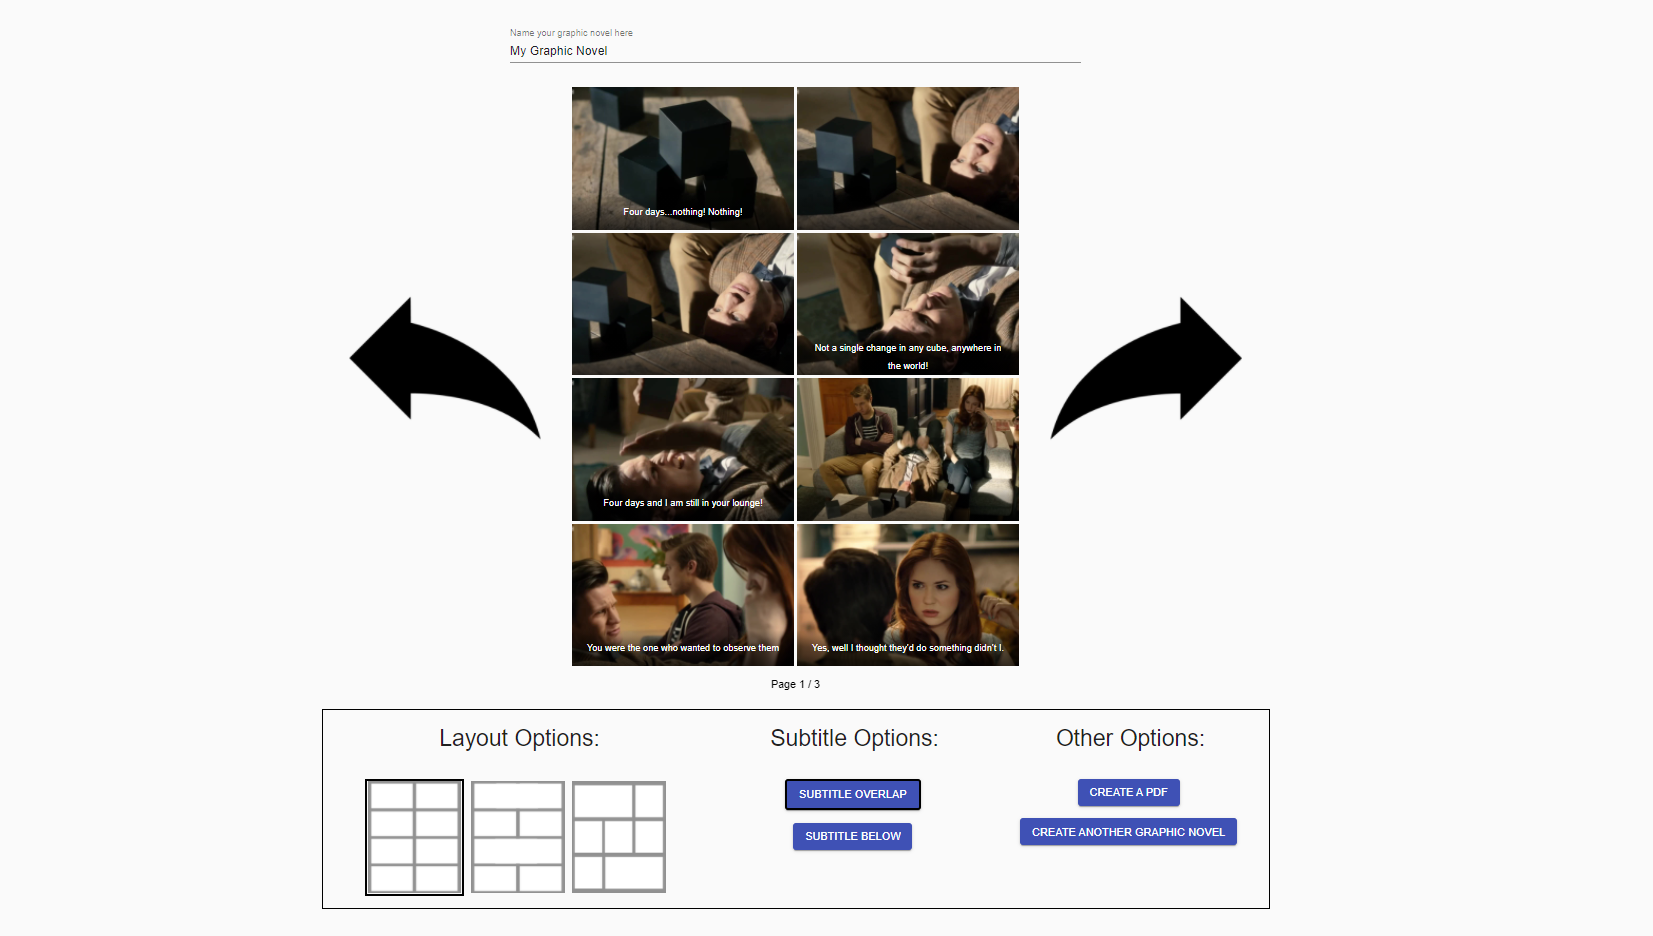 Name your graphic novel here
My Graphic Novel
Four days...nothing! Nothing!
Not a single change in any cube, anywhere in
the world!
Four days and I am still in your lounge!
You were the one who wanted to observe them
Yes, well I thought they'd do something didn't I.
Page 1 / 3
Layout Options:
Subtitle Options:
Other Options:
SUBTITLE OVERLAP
SUBTITLE BELOW
CREATE A PDF
CREATE ANOTHER GRAPHIC NOVEL